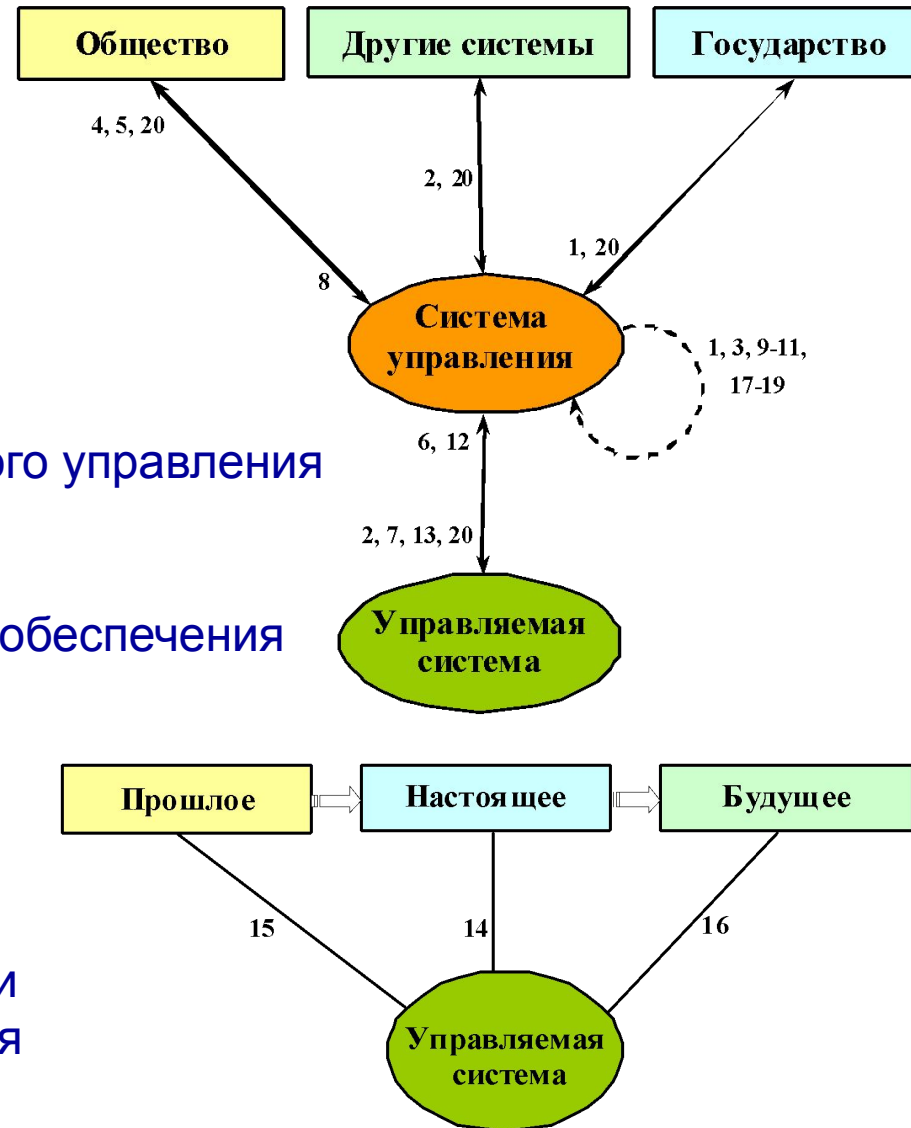 Общество
Другие системы
Государство
4, 5, 20
2, 20
1, 20
8
Система
управления
1, 3, 9-11,
17-19
6, 12
ого управления
2, 7, 13, 20
обеспечения
Управляемая
система
Прошлое
Настоящее
Будущее
15
14
16
и
я
Управляемая
система